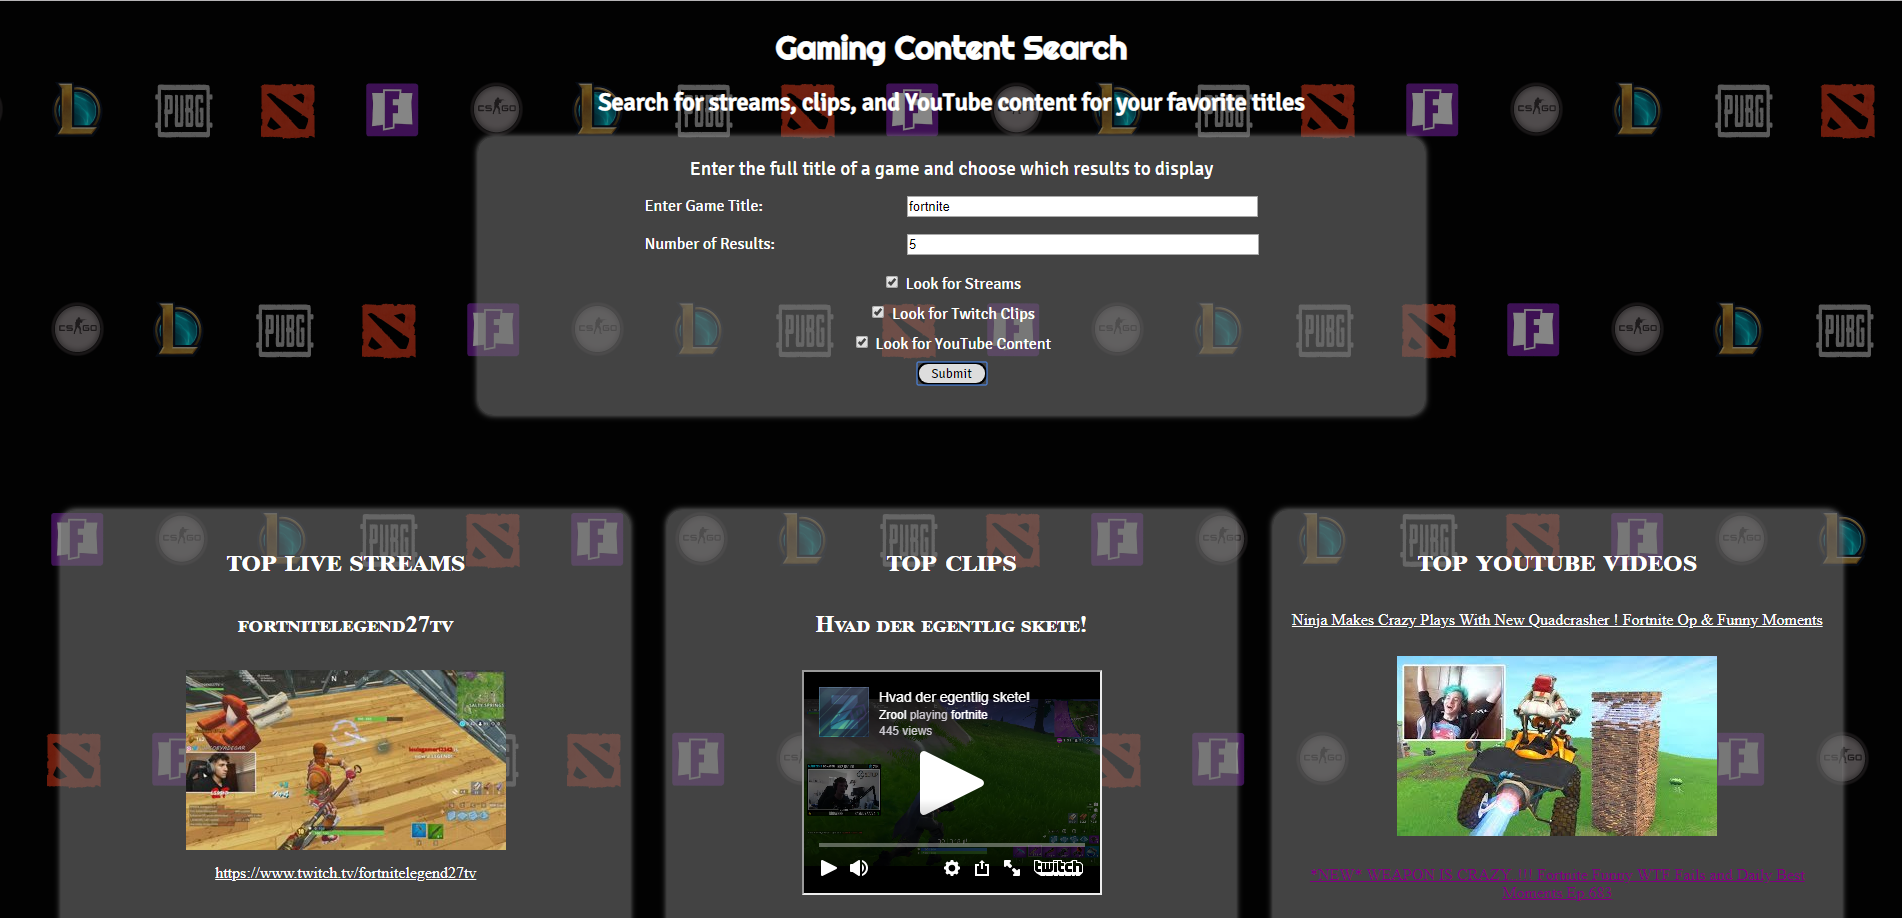 Gaming Content Search
Search for streams, clips, and YouTube content for your favorite titles
Enter the full title of a game and choose which results to display
Enter Game Title:
fortnite
Number of Results:
5
Look for Streams
Look for Twitch Clips
Look for YouTube Content
Submit
TOP LIVE STREAMS
FORTNITELEGEND27TV
https://www.twitch.tv/fortnitelegend27tv
TOP CLIPS
HVAD DER EGENTLIG SKETE!
Hvad der egentlig skete!
Zrool playing fortnite
445 views
twitch
TOP YOUTUBE VIDEOS
Ninja Makes Crazy Plays With New Quadcrasher ! Fortnite Op & Funny Moments
*NEW* WEAPON IS CRAZY..!! | Fortnite Funny WTF Fails and Daily Best
Moments Ep.683
PUBG
CS GO